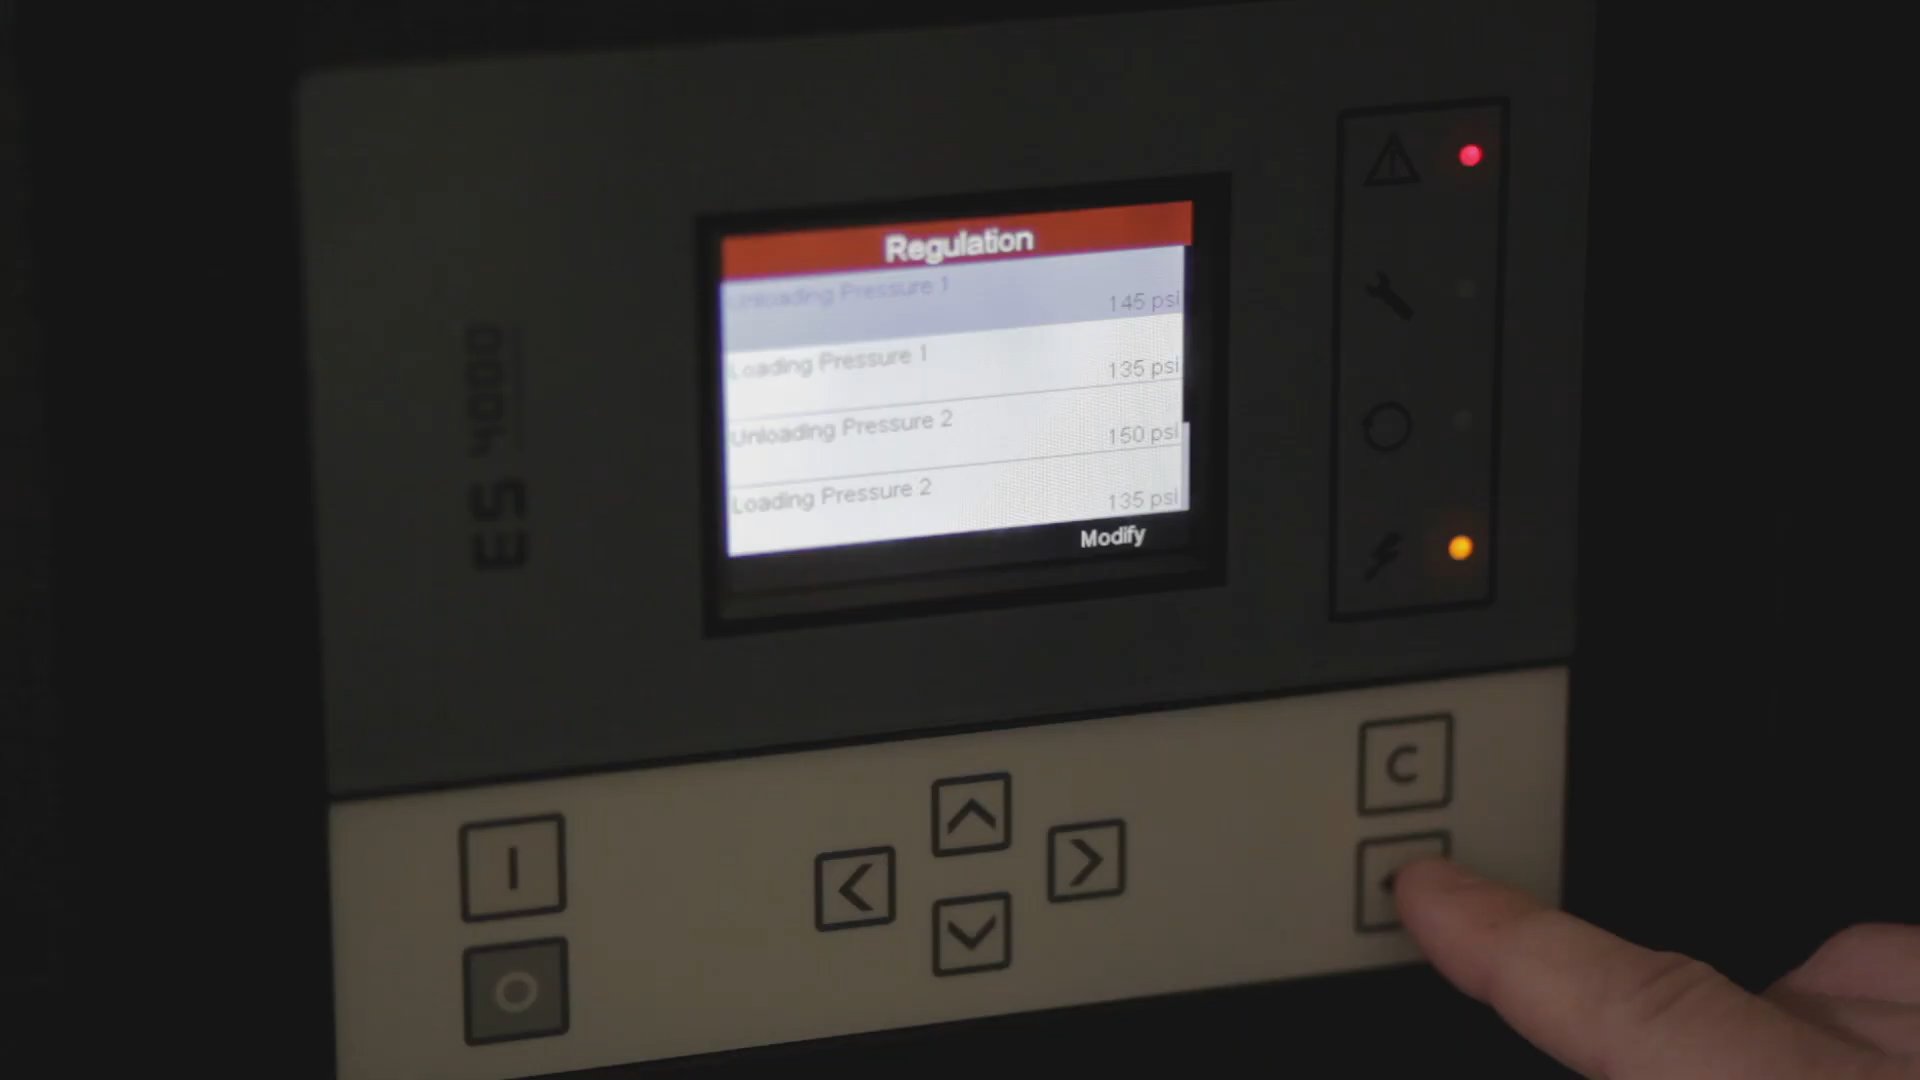 Regulation
Unloading Pressure 1
145 psi
Loading Pressure 1
135 psi
Unloading Pressure 2
150 psi
Loading Pressure 2
135 psi
Modify
ES 4000
C